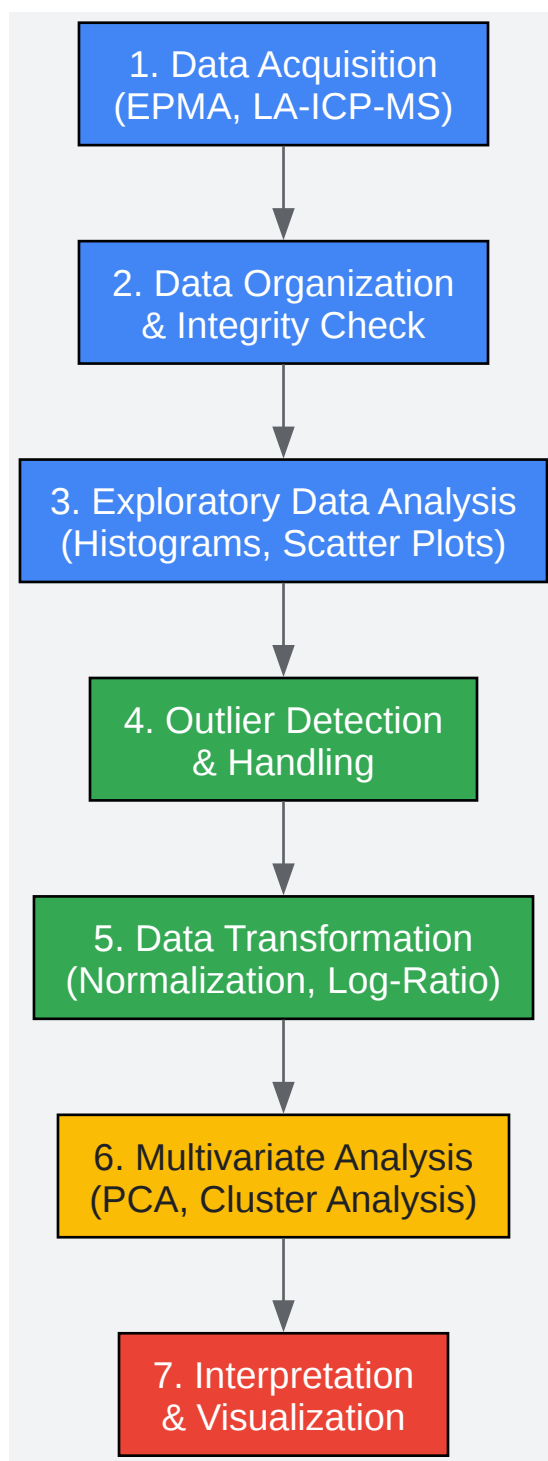 1. Data Acquisition
(EPMA, LA-ICP-MS)
2. Data Organization
& Integrity Check
3. Exploratory Data Analysis
(Histograms, Scatter Plots)
4. Outlier Detection
& Handling
5. Data Transformation
(Normalization, Log-Ratio)
6. Multivariate Analysis
(PCA, Cluster Analysis)
7. Interpretation
& Visualization